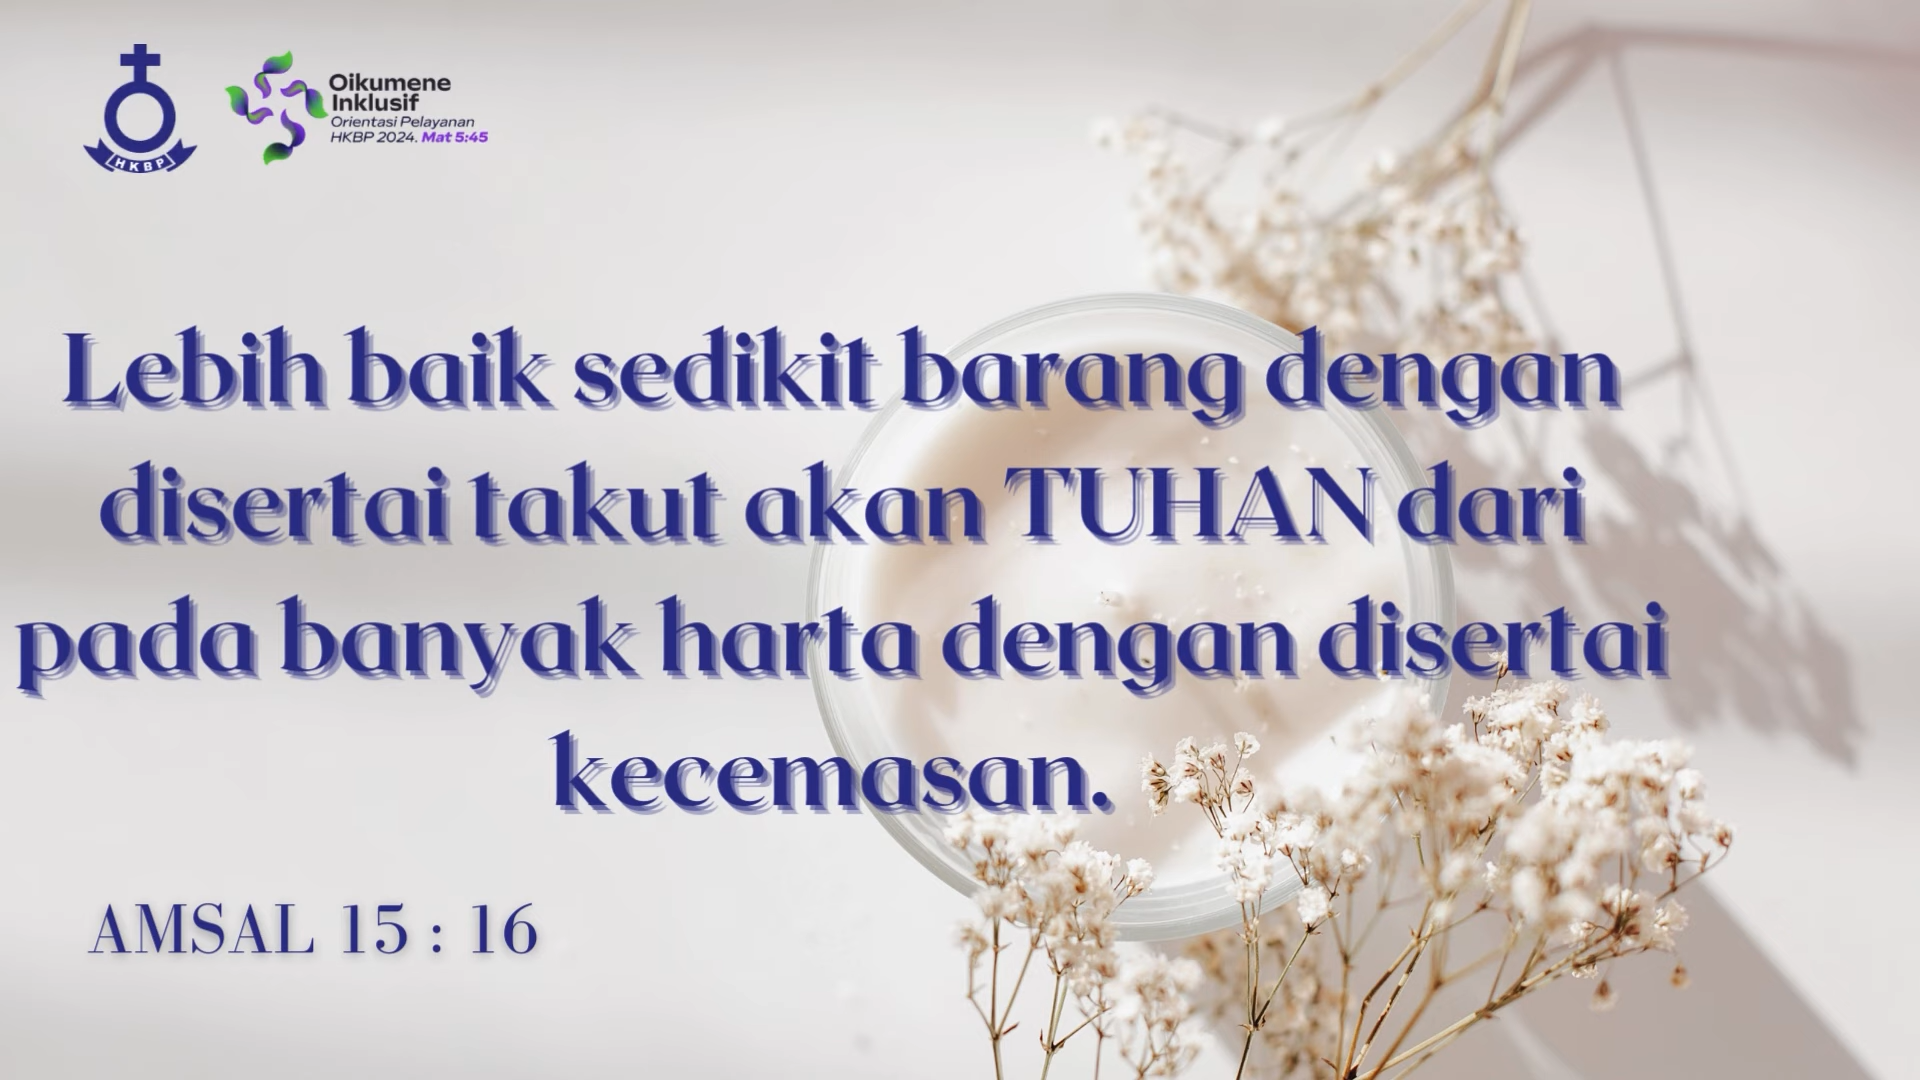 HKBP
Oikumene
Inklusif
Orientasi Pelayanan
HKBP 2024. Mat 5:45
Lebih baik sedikit barang dengan
disertai takut akan TUHAN dari
pada banyak harta dengan disertai
kecemasan.
AMSAL 15 : 16